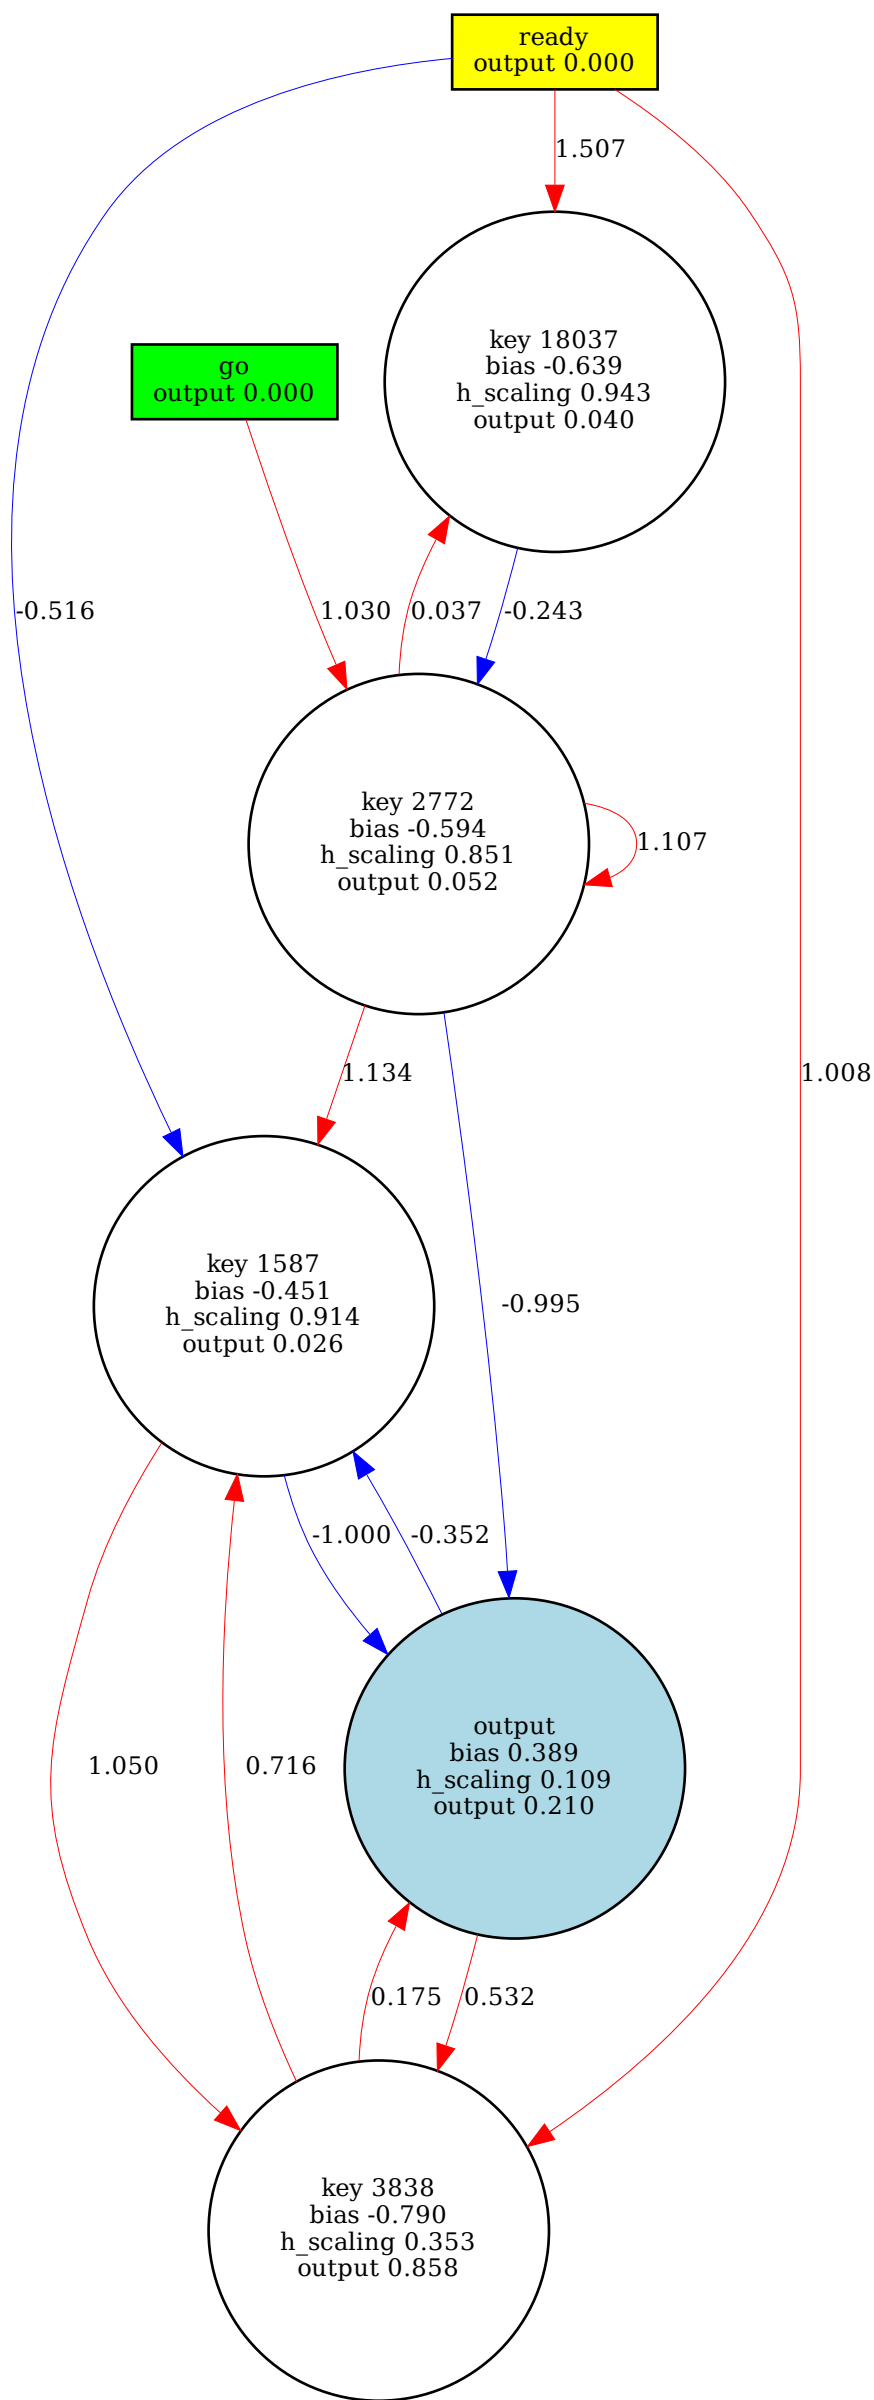 ready
output 0.000
1.507
key 18037
bias -0.639
h_scaling 0.943
output 0.040
go
output 0.000
-0.516
1.030
0.037
-0.243
key 2772
bias -0.594
h_scaling 0.851
output 0.052
1.107
1.134
1.008
key 1587
bias -0.451
h_scaling 0.914
output 0.026
-0.995
-1.000
-0.352
output
bias 0.389
h_scaling 0.109
output 0.210
1.050
0.716
0.175
0.532
key 3838
bias -0.790
h_scaling 0.353
output 0.858